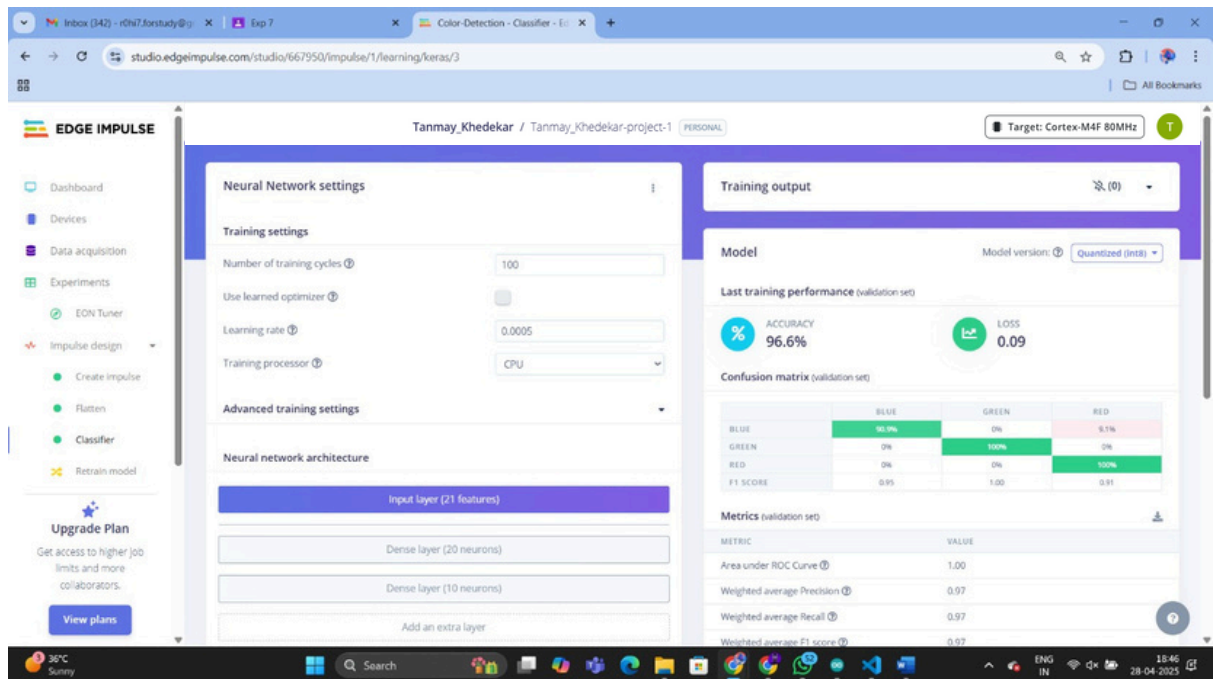 Inbox (342) - r0hi7.forstudy@g
Exp 7
Color-Detection - Classifier - Ed
studio.edgeimpulse.com/studio/667950/impulse/1/learning/keras/3
All Bookmarks
EDGE IMPULSE
Tanmay_Khedekar / Tanmay_Khedekar-project-1 PERSONAL
Target: Cortex-M4F 80MHz
T
Dashboard
Devices
Data acquisition
Experiments
EON Tuner
Impulse design
Create impulse
Flatten
Classifier
Retrain model
Upgrade Plan
Get access to higher job
limits and more
collaborators.
View plans
Neural Network settings
Training settings
Number of training cycles
100
Use learned optimizer
Learning rate
0.0005
Training processor
CPU
Advanced training settings
Neural network architecture
Input layer (21 features)
Dense layer (20 neurons)
Dense layer (10 neurons)
Add an extra layer
Training output
(0)
Model
Model version: Quantized (int8)
Last training performance (validation set)
%
ACCURACY
96.6%
LOSS
0.09
Confusion matrix (validation set)
BLUE GREEN RED
BLUE 90.9% 0% 9.1%
GREEN 0% 100% 0%
RED 0% 0% 100%
F1 SCORE 0.95 1.00 0.91
Metrics (validation set)
METRIC VALUE
Area under ROC Curve 1.00
Weighted average Precision 0.97
Weighted average Recall 0.97
Weighted average F1 score 0.97
36°C
Sunny
Search
ENG
IN
18:46
28-04-2025